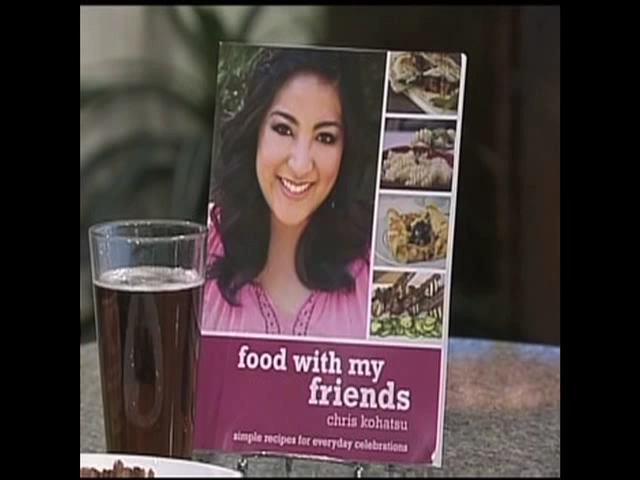 food with my
friends
chris kohatsu
simple recipes for everyday celebrations